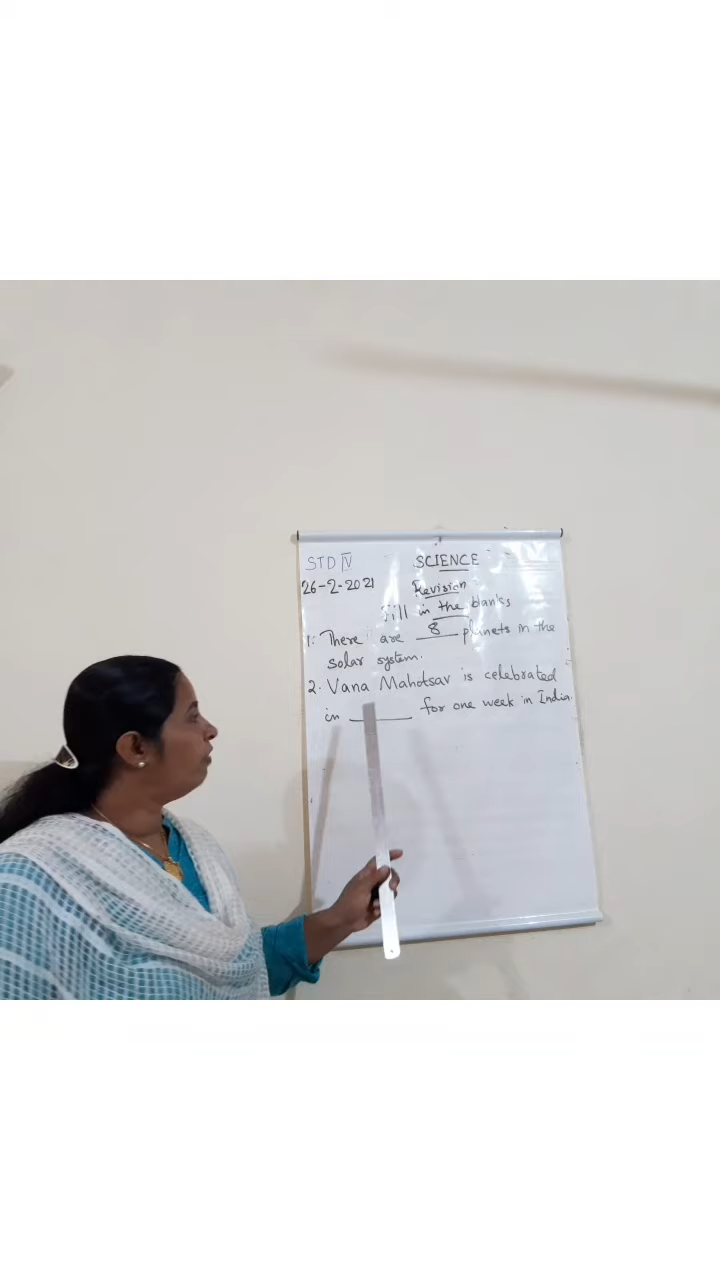 STD IV
SCIENCE
26-2-2021
Revision
Fill in the blanks
1. There are 8 planets in the
solar system.
2. Vana Mahotsav is celebrated
in ________ for one week in India.